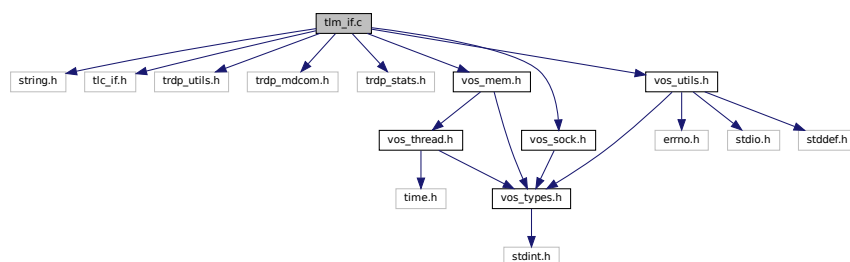 tlm_if.c
string.h
tlc_if.h
trdp_utils.h
trdp_mdcom.h
trdp_stats.h
vos_mem.h
vos_utils.h
vos_thread.h
vos_sock.h
errno.h
stdio.h
stddef.h
time.h
vos_types.h
stdint.h